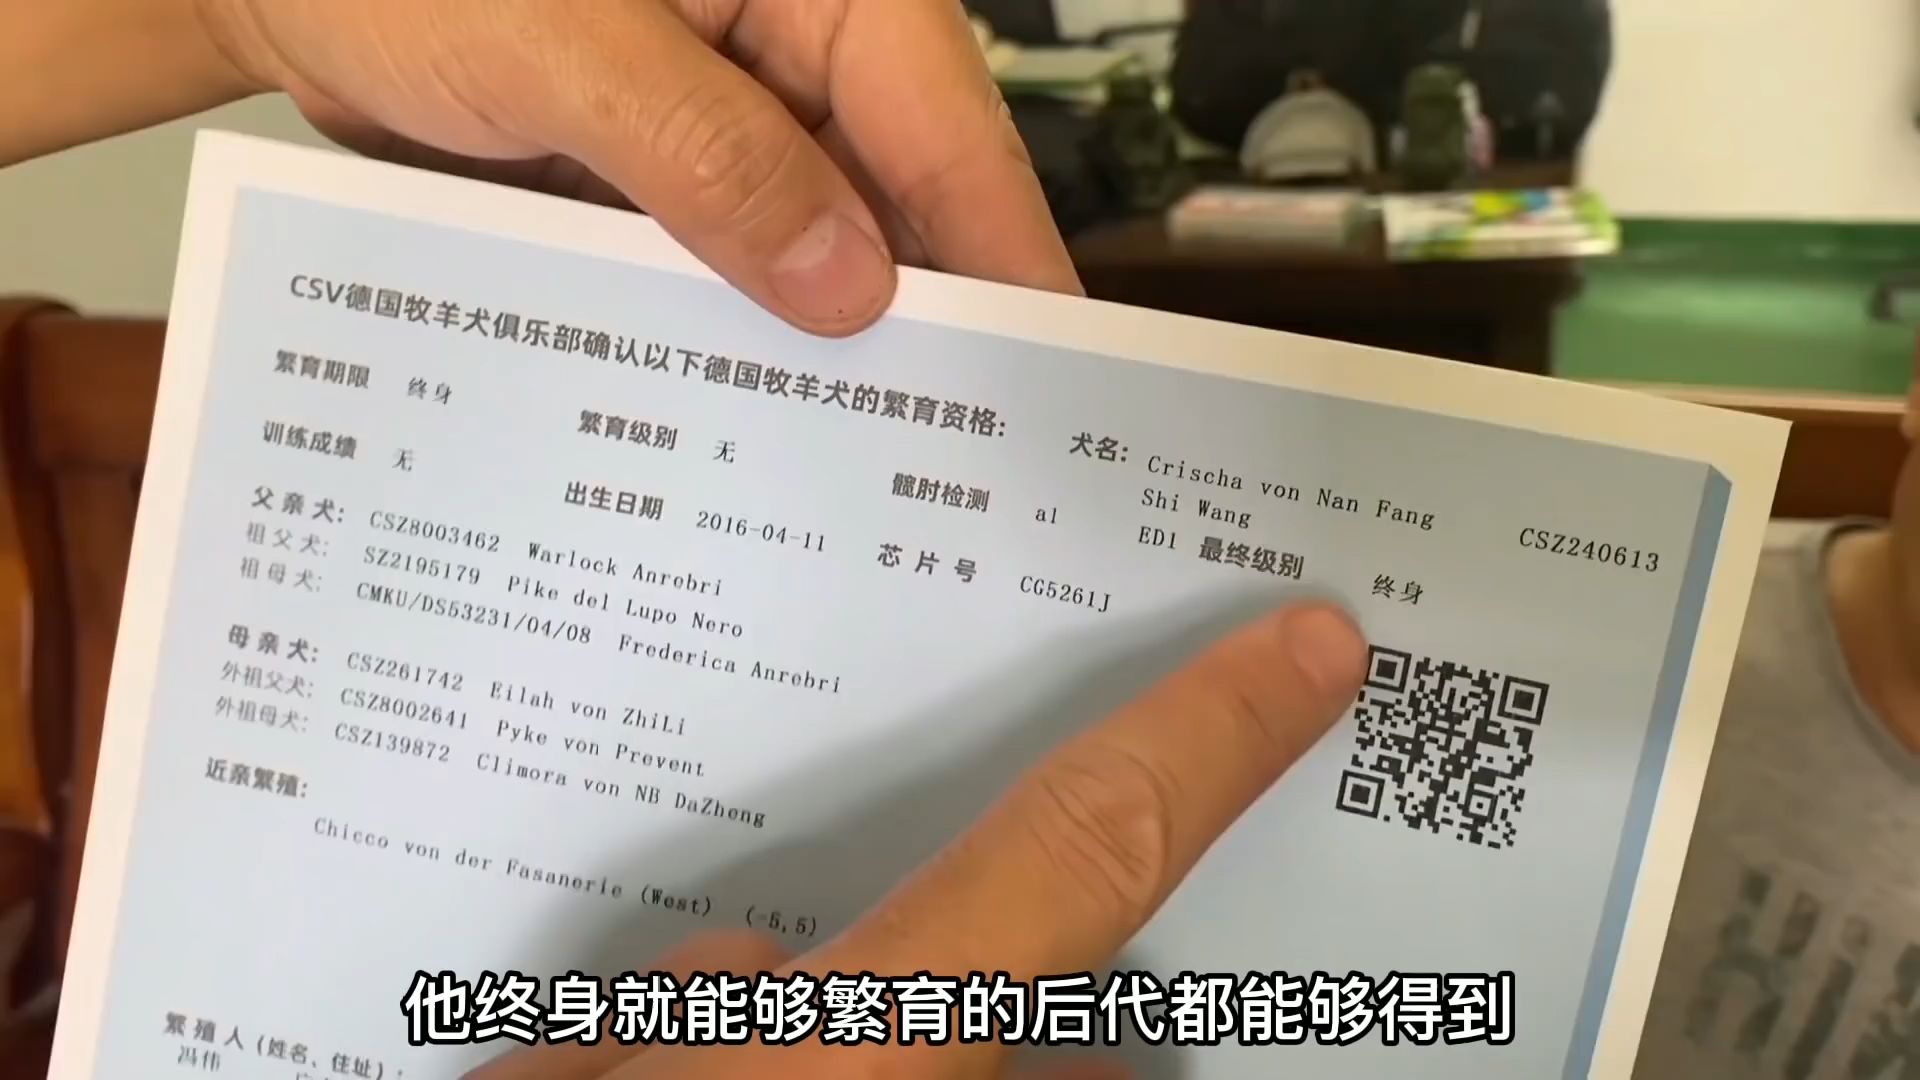 CSV德国牧羊犬俱乐部确认以下德国牧羊犬的繁育资格:
犬名: Crischa von Nan Fang Shi Wang
CSZ240613
繁育期限 终身
繁育级别 无
髋肘检测 a1 ED1
最终级别 终身
训练成绩 无
出生日期 2016-04-11
芯片号 CG5261J
父亲犬: CSZ8003462 Warlock Anrebri
祖父犬: SZ2195179 Pike del Lupo Nero
祖母犬: CMKU/DS53231/04/08 Frederica Anrebri
母亲犬: CSZ261742 Eilah von ZhiLi
外祖父犬: CSZ8002641 Pyke von Prevent
外祖母犬: CSZ139872 Climora von NB DaZheng
近亲繁殖:
Chicco von der Fasanerie (West) (-5,5)
繁殖人(姓名、住址):
冯伟
他终身就能够繁育的后代都能够得到